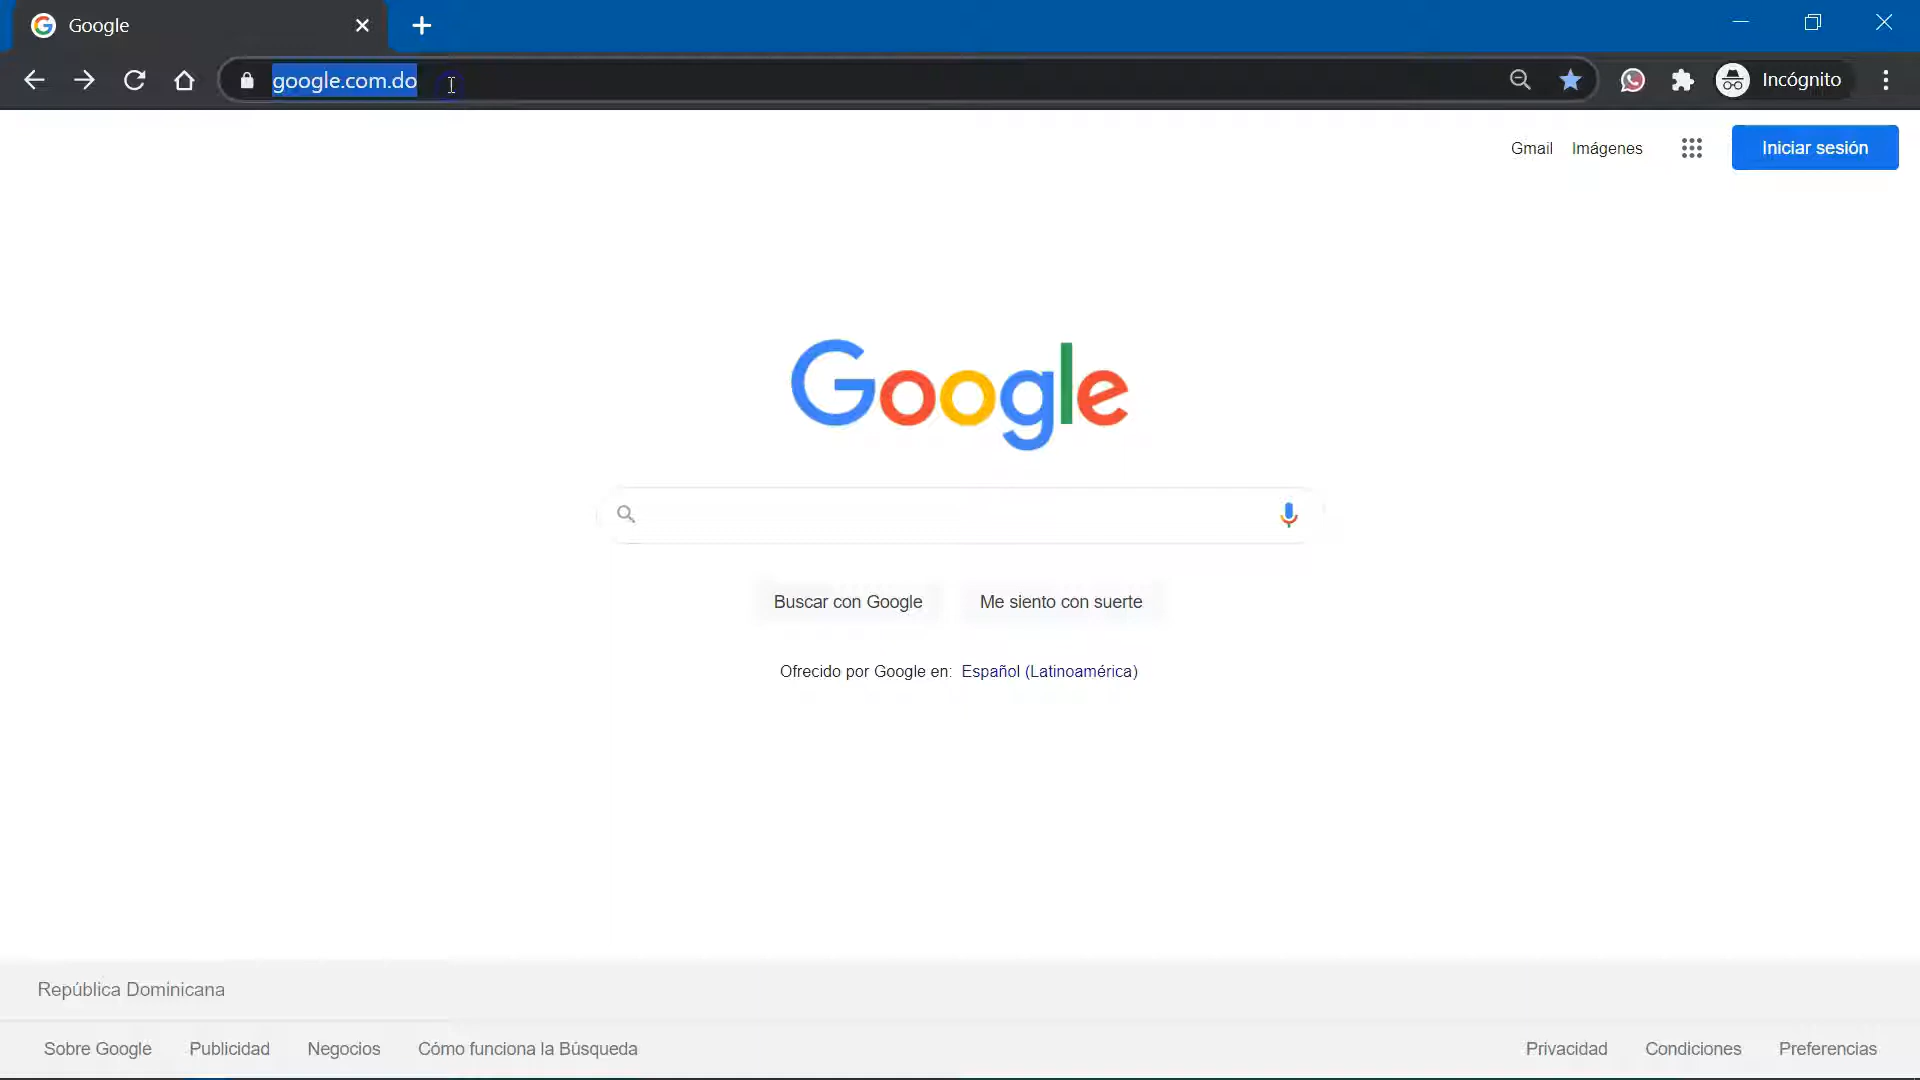 Google
google.com.do
Incógnito
Gmail Imágenes Iniciar sesión
Google
Buscar con Google Me siento con suerte
Ofrecido por Google en: Español (Latinoamérica)
República Dominicana
Sobre Google Publicidad Negocios Cómo funciona la Búsqueda Privacidad Condiciones Preferencias